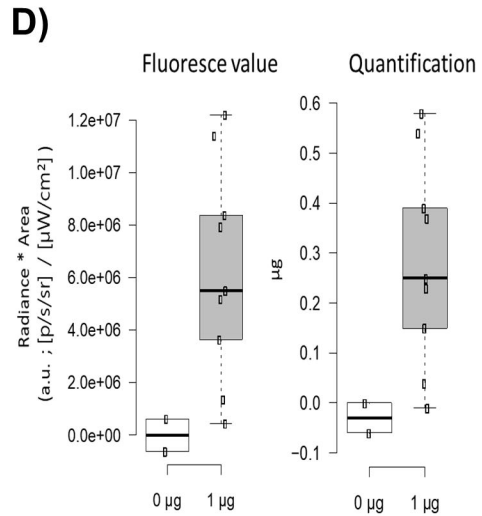 D)
Fluoresce value
Quantification
Radiance * Area
(a.u. ; [p/s/sr] / [µW/cm²] )
1.2e+07
1.0e+07
8.0e+06
6.0e+06
4.0e+06
2.0e+06
0.0e+00
0 µg
1 µg
µg
0.6
0.5
0.4
0.3
0.2
0.1
0.0
−0.1
0 µg
1 µg